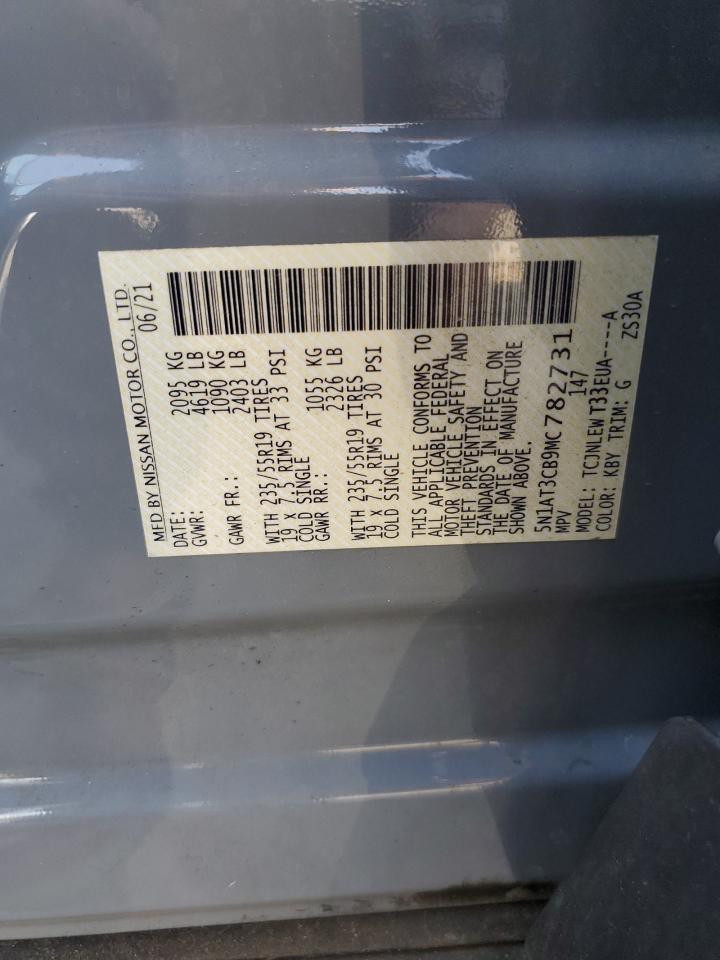 MFD BY NISSAN MOTOR CO., LTD.
DATE: 06/21
GVWR: 2095 KG
4619 LB
GAWR FR.: 1090 KG
2403 LB
WITH 235/55R19 TIRES
19 X 7.5 RIMS AT 33 PSI
COLD SINGLE
GAWR RR.: 1055 KG
2326 LB
WITH 235/55R19 TIRES
19 X 7.5 RIMS AT 30 PSI
COLD SINGLE
THIS VEHICLE CONFORMS TO
ALL APPLICABLE FEDERAL
MOTOR VEHICLE SAFETY AND
THEFT PREVENTION
STANDARDS IN EFFECT ON
THE DATE OF MANUFACTURE
SHOWN ABOVE.
5N1AT3CB9MC782731
MPV 147
MODEL: TCJNLEWT33EUA----A
COLOR: KBY TRIM: G ZS30A